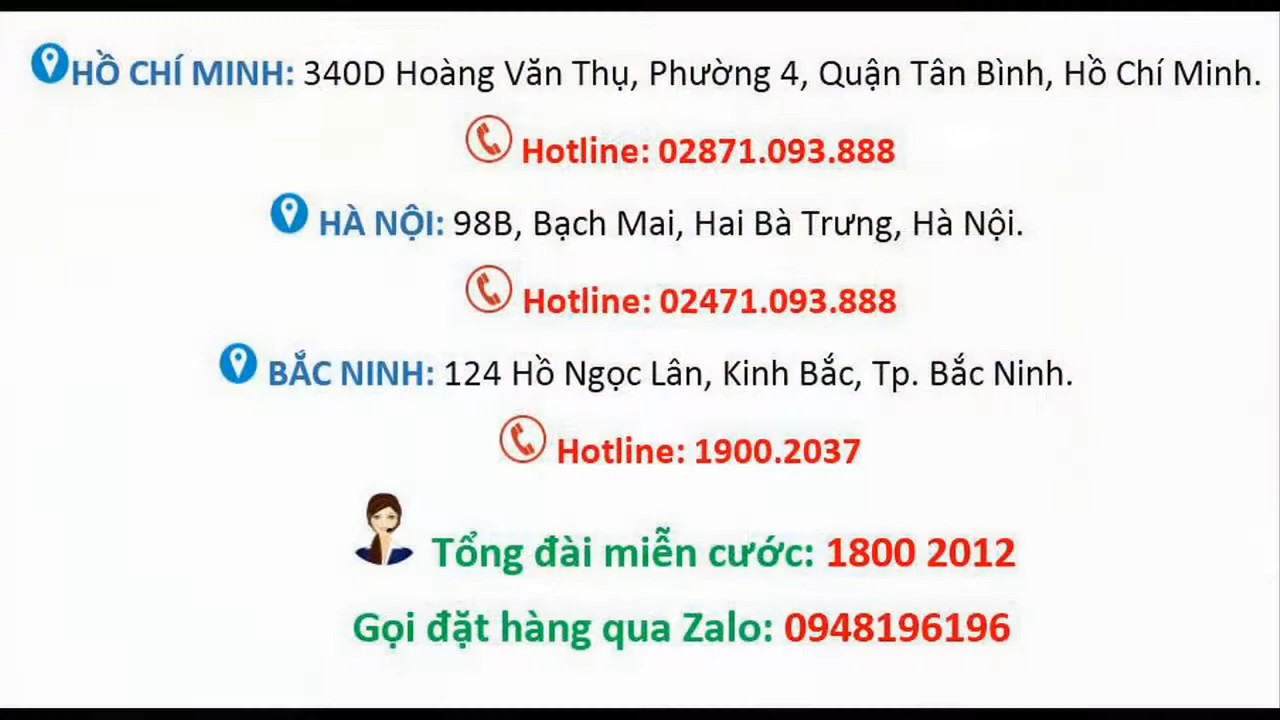 HỒ CHÍ MINH: 340D Hoàng Văn Thụ, Phường 4, Quận Tân Bình, Hồ Chí Minh.
Hotline: 02871.093.888
HÀ NỘI: 98B, Bạch Mai, Hai Bà Trưng, Hà Nội.
Hotline: 02471.093.888
BẮC NINH: 124 Hồ Ngọc Lân, Kinh Bắc, Tp. Bắc Ninh.
Hotline: 1900.2037
Tổng đài miễn cước: 1800 2012
Gọi đặt hàng qua Zalo: 0948196196